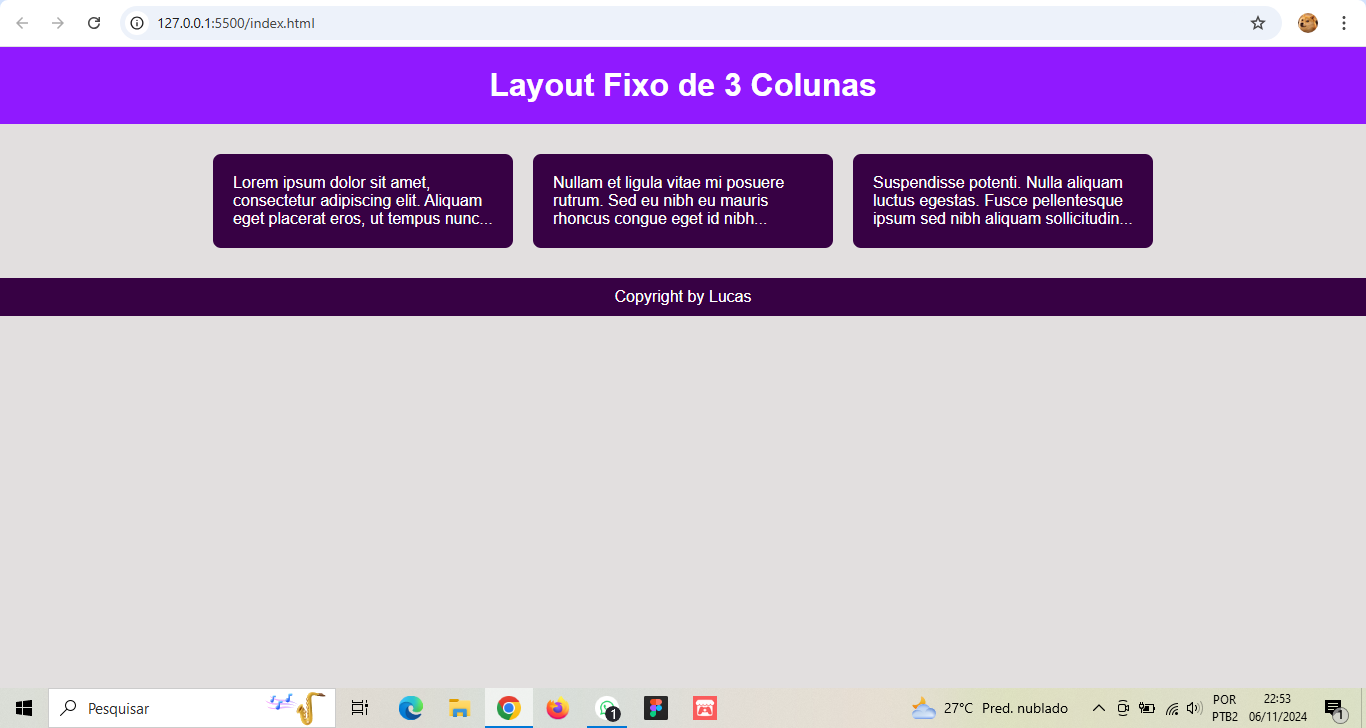 127.0.0.1:5500/index.html
Layout Fixo de 3 Colunas
Lorem ipsum dolor sit amet,
consectetur adipiscing elit. Aliquam
eget placerat eros, ut tempus nunc...
Nullam et ligula vitae mi posuere
rutrum. Sed eu nibh eu mauris
rhoncus congue eget id nibh...
Suspendisse potenti. Nulla aliquam
luctus egestas. Fusce pellentesque
ipsum sed nibh aliquam sollicitudin...
Copyright by Lucas
Pesquisar
1
27°C Pred. nublado
POR
PTB2
22:53
06/11/2024
1